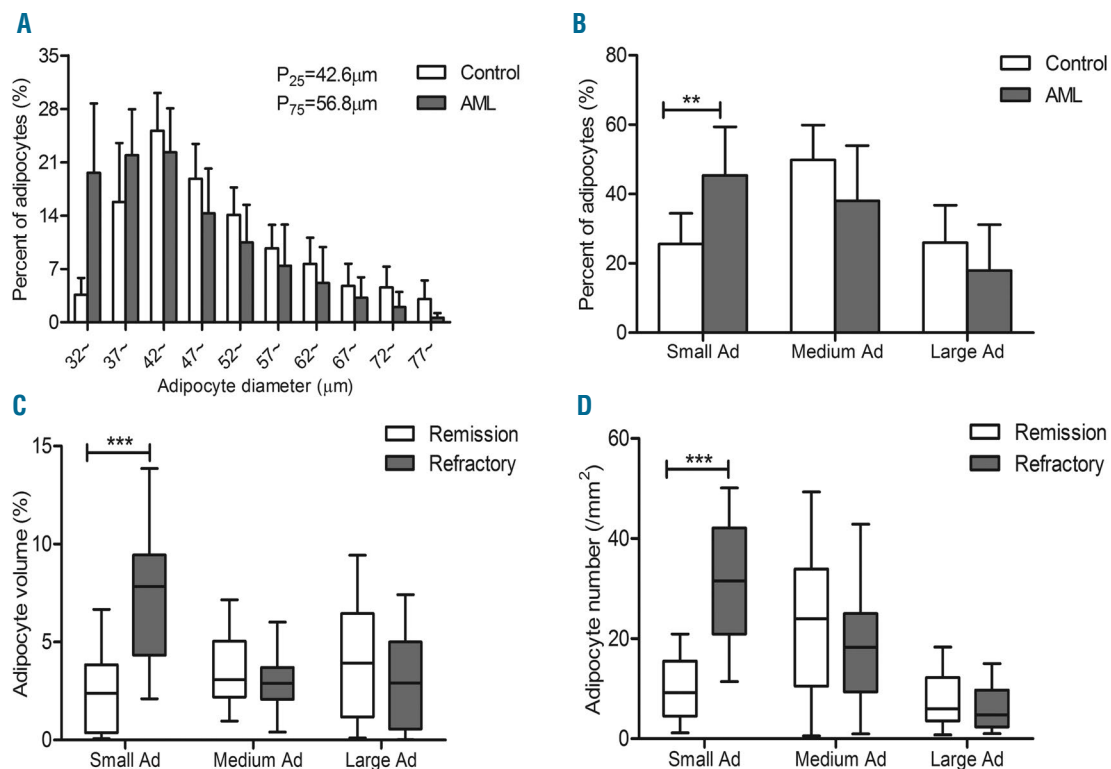 A
35
28
21
14
7
0
Percent of adipocytes (%)
P25=42.6μm
P75=56.8μm
Control
AML
32~
37~
42~
47~
52~
57~
62~
67~
72~
77~
Adipocyte diameter (μm)
B
80
60
40
20
0
Percent of adipocytes (%)
**
Control
AML
Small Ad
Medium Ad
Large Ad
C
15
10
5
0
Adipocyte volume (%)
***
Remission
Refractory
Small Ad
Medium Ad
Large Ad
D
60
40
20
0
Adipocyte number (/mm²)
***
Remission
Refractory
Small Ad
Medium Ad
Large Ad